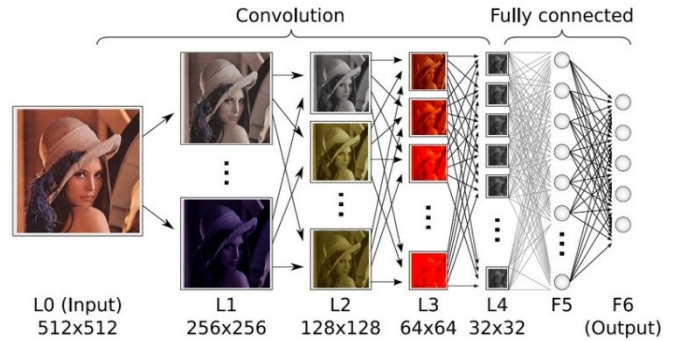 Convolution
Fully connected
L0 (Input)
512x512
L1
256x256
L2
128x128
L3
64x64
L4
32x32
F5
F6
(Output)